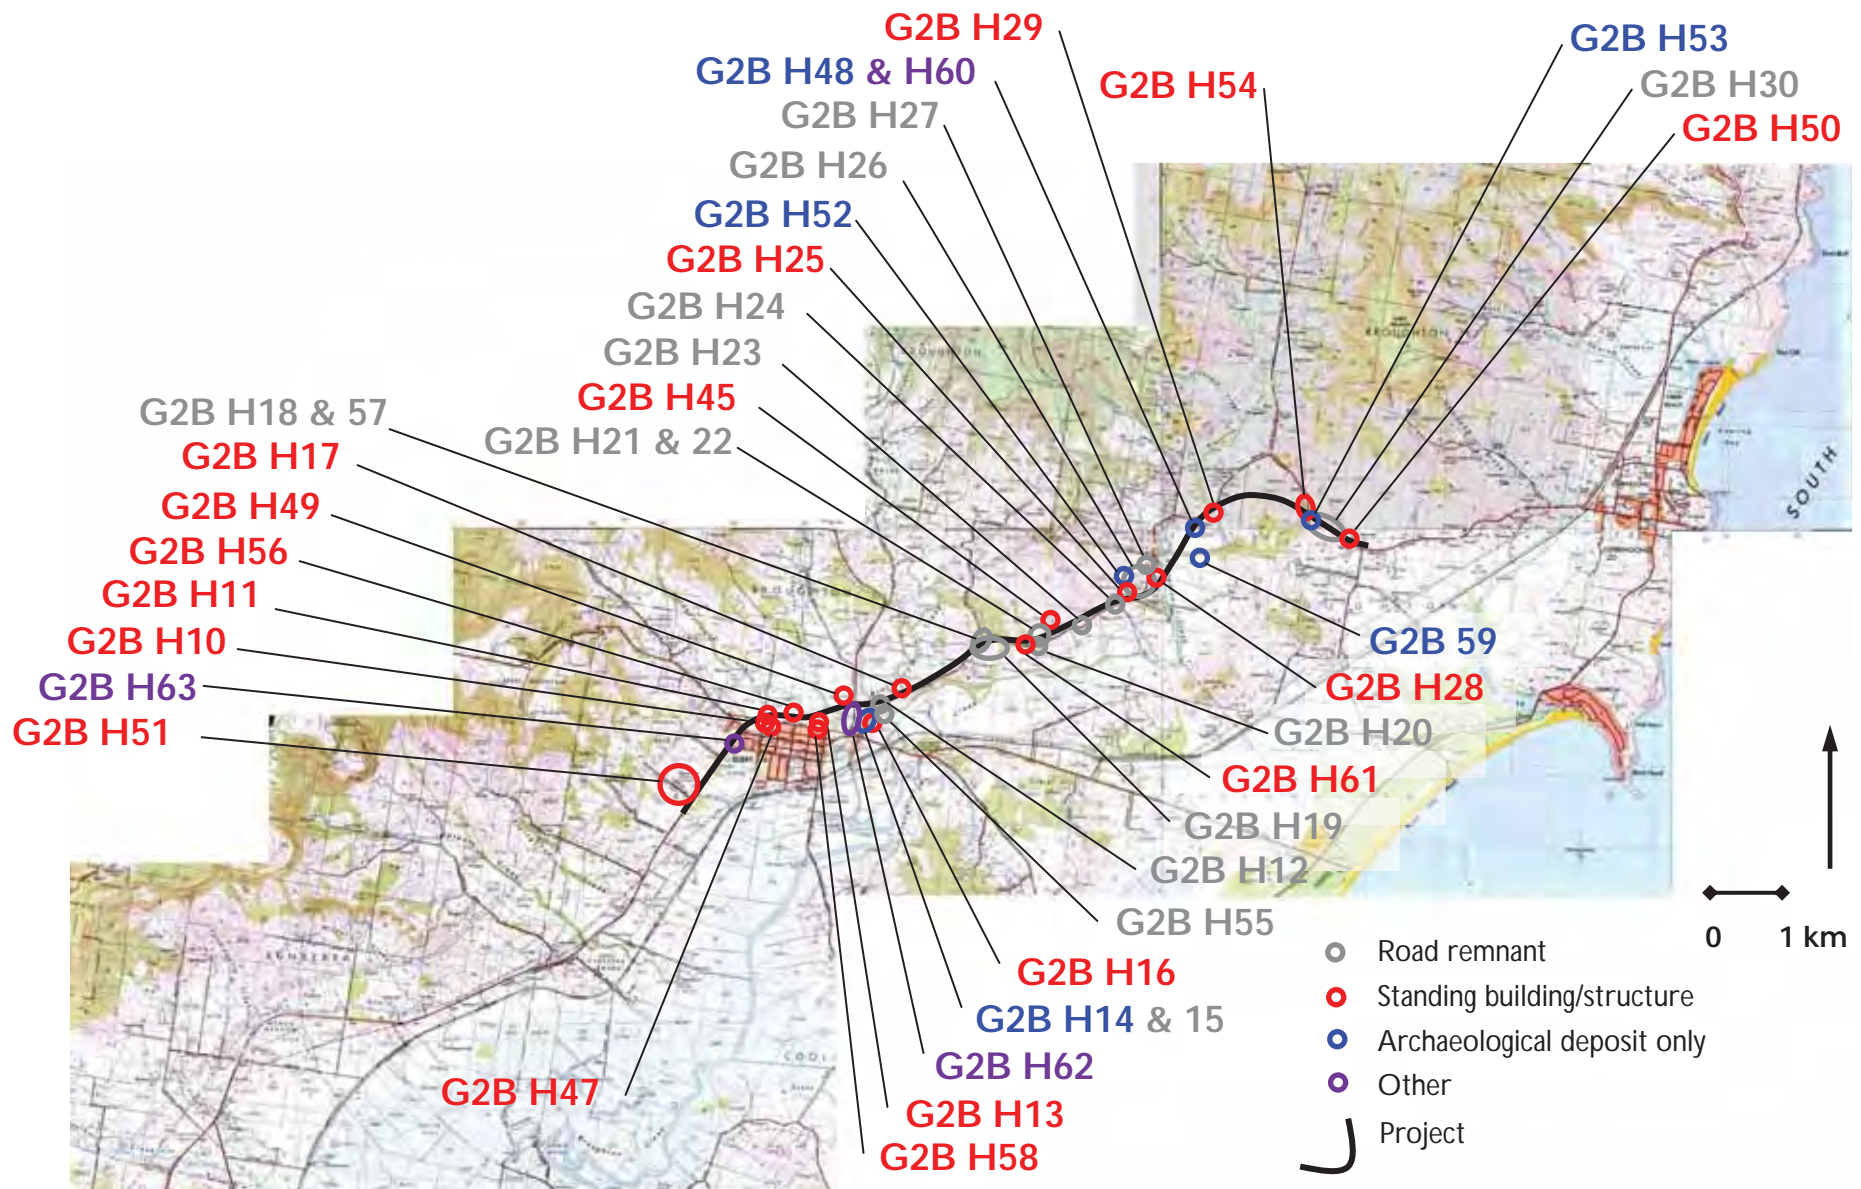 G2B H29
G2B H53
G2B H48 & H60
G2B H54
G2B H30
G2B H27
G2B H50
G2B H26
G2B H52
G2B H25
G2B H24
G2B H23
G2B H45
G2B H18 & 57
G2B H21 & 22
G2B H17
G2B H49
G2B H56
G2B H11
G2B H10
G2B H63
G2B H51
BROUGHTON
SOUTH
G2B 59
G2B H28
G2B H20
G2B H61
G2B H19
G2B H12
G2B H55
G2B H16
G2B H14 & 15
G2B H62
G2B H47
G2B H13
G2B H58
0 1 km
Road remnant
Standing building/structure
Archaeological deposit only
Other
Project